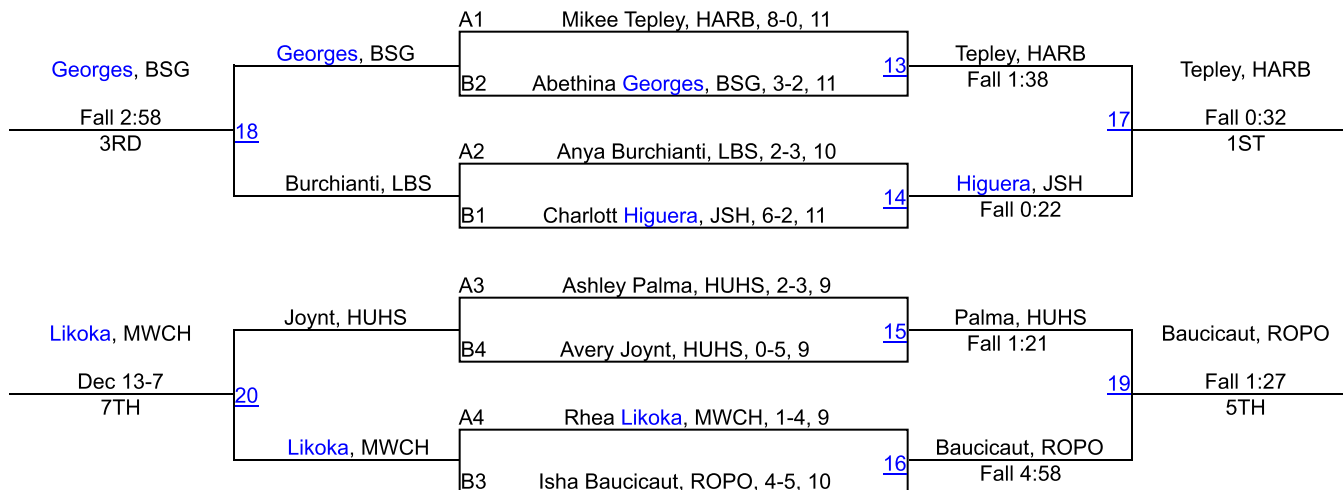 A1 Mikee Tepley, HARB, 8-0, 11
Georges, BSG
Georges, BSG
13
Tepley, HARB
Fall 1:38
Tepley, HARB
B2 Abethina Georges, BSG, 3-2, 11
Fall 2:58
3RD
18
17
Fall 0:32
1ST
A2 Anya Burchianti, LBS, 2-3, 10
Burchianti, LBS
14
Higuera, JSH
Fall 0:22
B1 Charlott Higuera, JSH, 6-2, 11
A3 Ashley Palma, HUHS, 2-3, 9
Likoka, MWCH
Joynt, HUHS
15
Palma, HUHS
Fall 1:21
Baucicaut, ROPO
B4 Avery Joynt, HUHS, 0-5, 9
Dec 13-7
7TH
20
19
Fall 1:27
5TH
A4 Rhea Likoka, MWCH, 1-4, 9
Likoka, MWCH
16
Baucicaut, ROPO
Fall 4:58
B3 Isha Baucicaut, ROPO, 4-5, 10